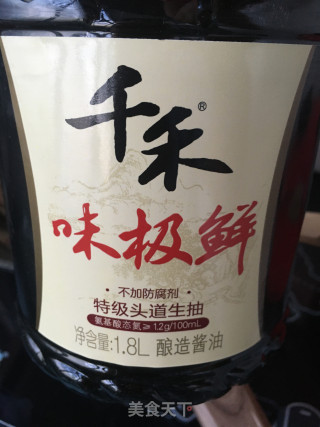 千禾®
味极鲜
不加防腐剂
特级头道生抽
氨基酸态氮≥1.2g/100mL
净含量:1.8L 酿造酱油
美食天下